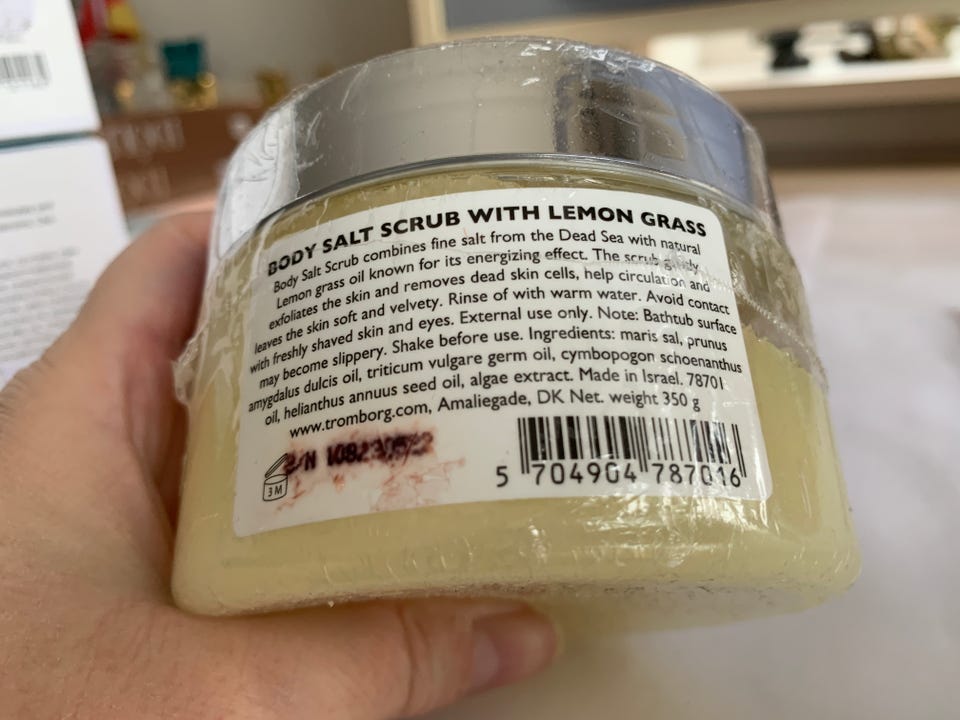 BODY SALT SCRUB WITH LEMON GRASS
Body Salt Scrub combines fine salt from the Dead Sea with natural
Lemon grass oil known for its energizing effect. The scrub gently
exfoliates the skin and removes dead skin cells, help circulation and
leaves the skin soft and velvety. Rinse of with warm water. Avoid contact
with freshly shaved skin and eyes. External use only. Note: Bathtub surface
may become slippery. Shake before use. Ingredients: maris sal, prunus
amygdalus dulcis oil, triticum vulgare germ oil, cymbopogon schoenanthus
oil, helianthus annuus seed oil, algae extract. Made in Israel. 78701
www.tromborg.com, Amaliegade, DK Net. weight 350 g
3 M
5 704904 787016